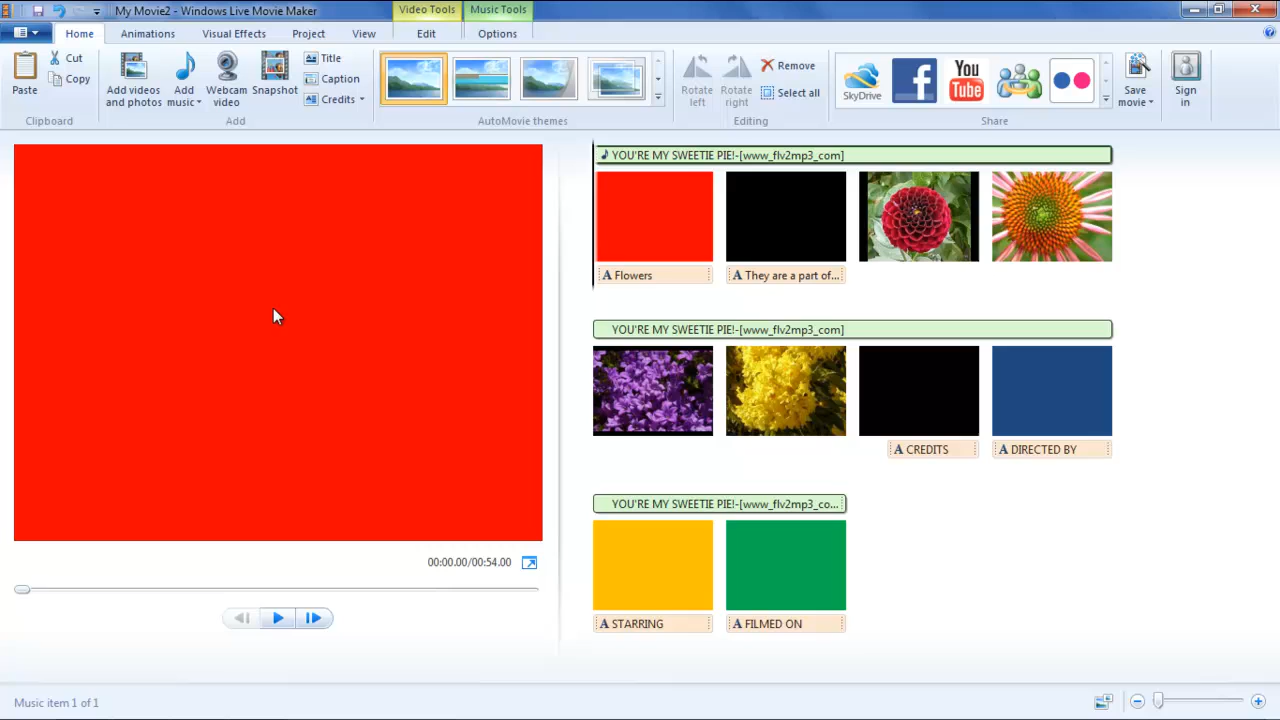 My Movie2 - Windows Live Movie Maker
Video Tools
Music Tools
Home
Animations
Visual Effects
Project
View
Edit
Options
Paste
Cut
Copy
Clipboard
Add videos and photos
Add music
Webcam video
Snapshot
Title
Caption
Credits
Add
AutoMovie themes
Rotate left
Rotate right
Remove
Select all
Editing
SkyDrive
f
You Tube
Share
Save movie
Sign in
YOU'RE MY SWEETIE PIE!-[www_flv2mp3_com]
A Flowers
A They are a part of...
YOU'RE MY SWEETIE PIE!-[www_flv2mp3_com]
A CREDITS
A DIRECTED BY
YOU'RE MY SWEETIE PIE!-[www_flv2mp3_co...
A STARRING
A FILMED ON
00:00.00/00:54.00
Music item 1 of 1